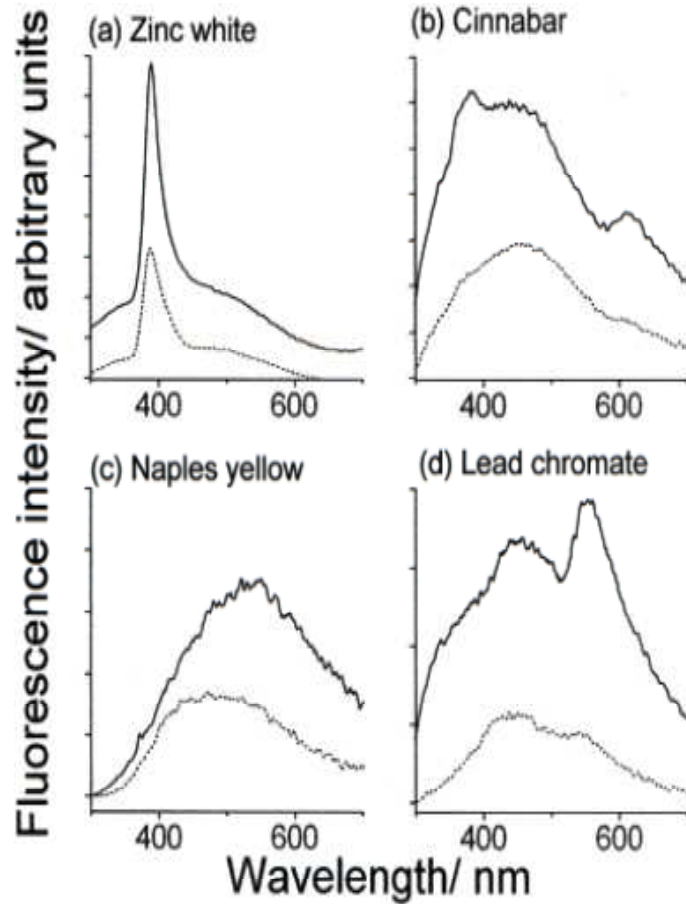 Fluorescence intensity/ arbitrary units
(a) Zinc white
(b) Cinnabar
400
600
400
600
(c) Naples yellow
(d) Lead chromate
400
600
400
600
Wavelength/ nm